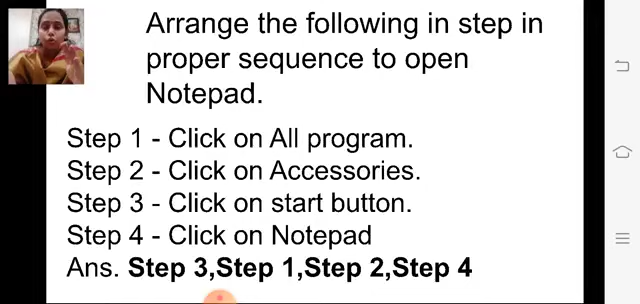 Arrange the following in step in
proper sequence to open
Notepad.
Step 1 - Click on All program.
Step 2 - Click on Accessories.
Step 3 - Click on start button.
Step 4 - Click on Notepad
Ans. Step 3,Step 1,Step 2,Step 4